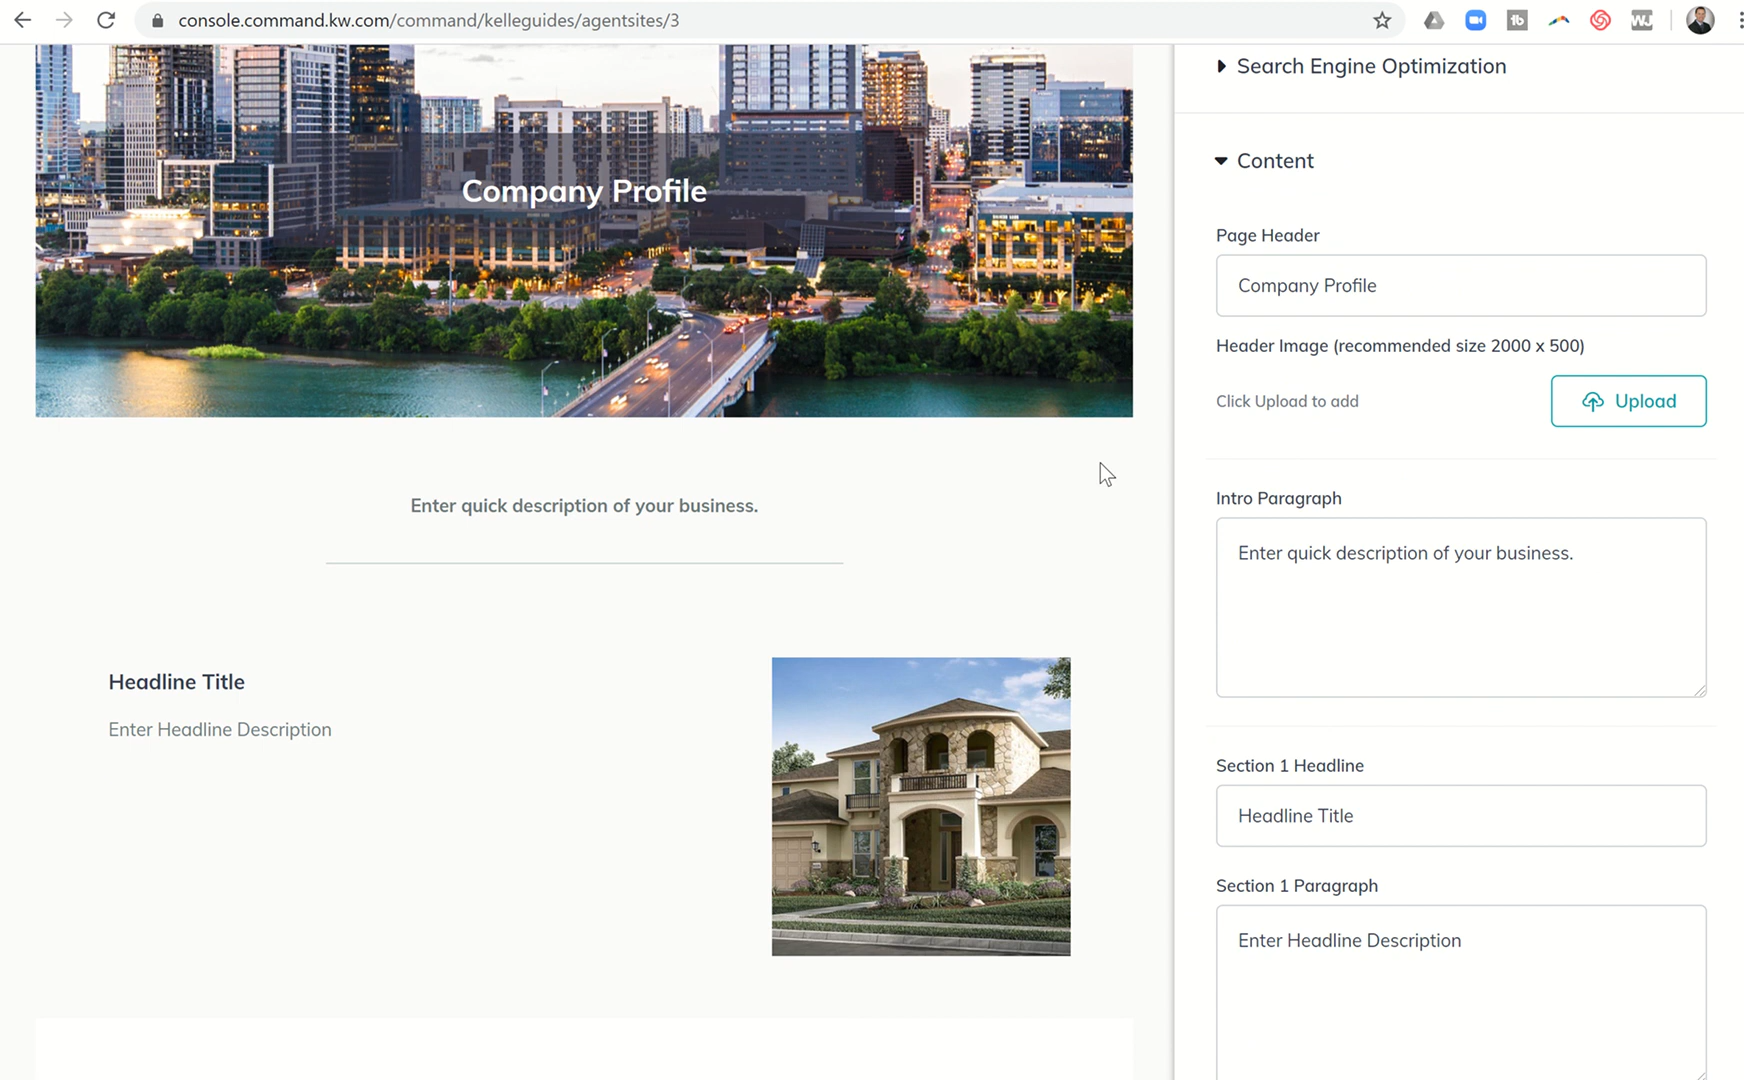 console.command.kw.com/command/kelleguides/agentsites/3
Search Engine Optimization
Content
Company Profile
Page Header
Company Profile
Header Image (recommended size 2000 x 500)
Click Upload to add
Upload
Enter quick description of your business.
Intro Paragraph
Enter quick description of your business.
Headline Title
Enter Headline Description
Section 1 Headline
Headline Title
Section 1 Paragraph
Enter Headline Description